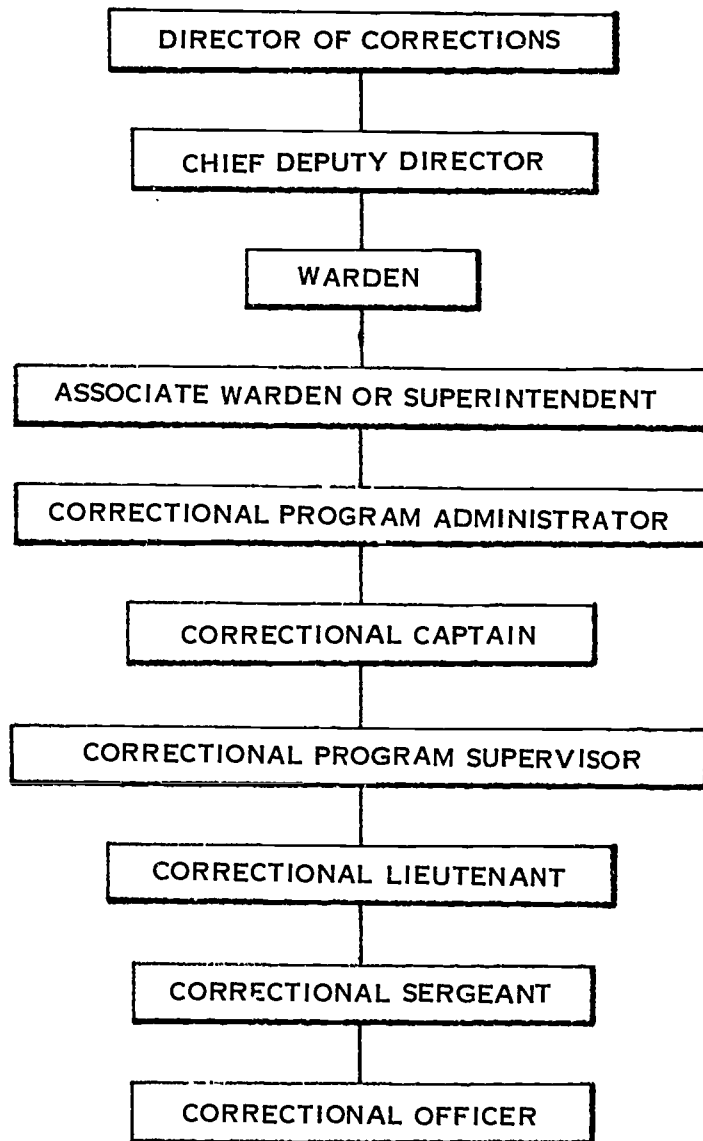 DIRECTOR OF CORRECTIONS
CHIEF DEPUTY DIRECTOR
WARDEN
ASSOCIATE WARDEN OR SUPERINTENDENT
CORRECTIONAL PROGRAM ADMINISTRATOR
CORRECTIONAL CAPTAIN
CORRECTIONAL PROGRAM SUPERVISOR
CORRECTIONAL LIEUTENANT
CORRECTIONAL SERGEANT
CORRECTIONAL OFFICER